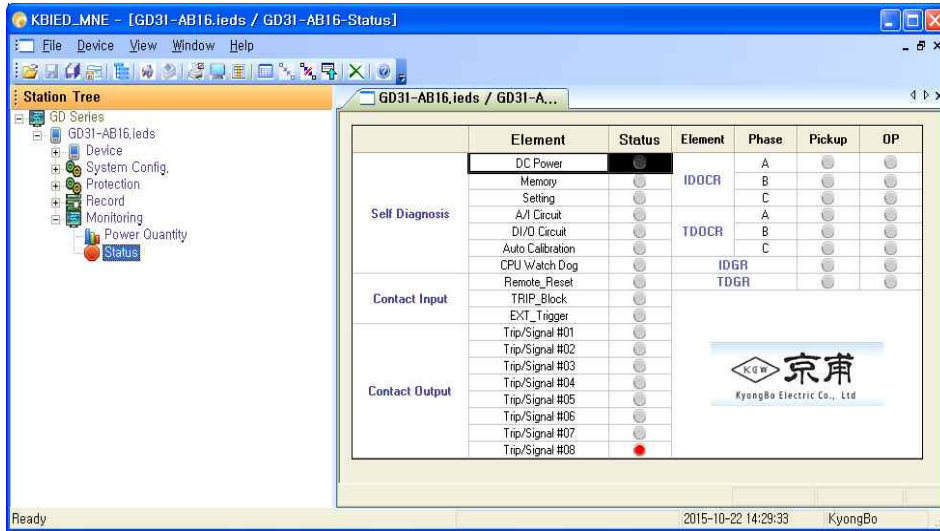 KBIED_MNE - [GD31-AB16.ieds / GD31-AB16-Status]
File Device View Window Help
Station Tree
GD Series
GD31-AB16.ieds
Device
System Config.
Protection
Record
Monitoring
Power Quantity
Status
GD31-AB16.ieds / GD31-A...
Element Status Element Phase Pickup OP
Self Diagnosis
DC Power
Memory
Setting
A/I Circuit
DI/O Circuit
Auto Calibration
CPU Watch Dog
Contact Input
Remote_Reset
TRIP_Block
EXT_Trigger
Contact Output
Trip/Signal #01
Trip/Signal #02
Trip/Signal #03
Trip/Signal #04
Trip/Signal #05
Trip/Signal #06
Trip/Signal #07
Trip/Signal #08
IDOCR
A
B
C
TDOCR
A
B
C
IDGR
TDGR
KEW 京甫
KyongBo Electric Co., Ltd
Ready 2015-10-22 14:29:33 KyongBo